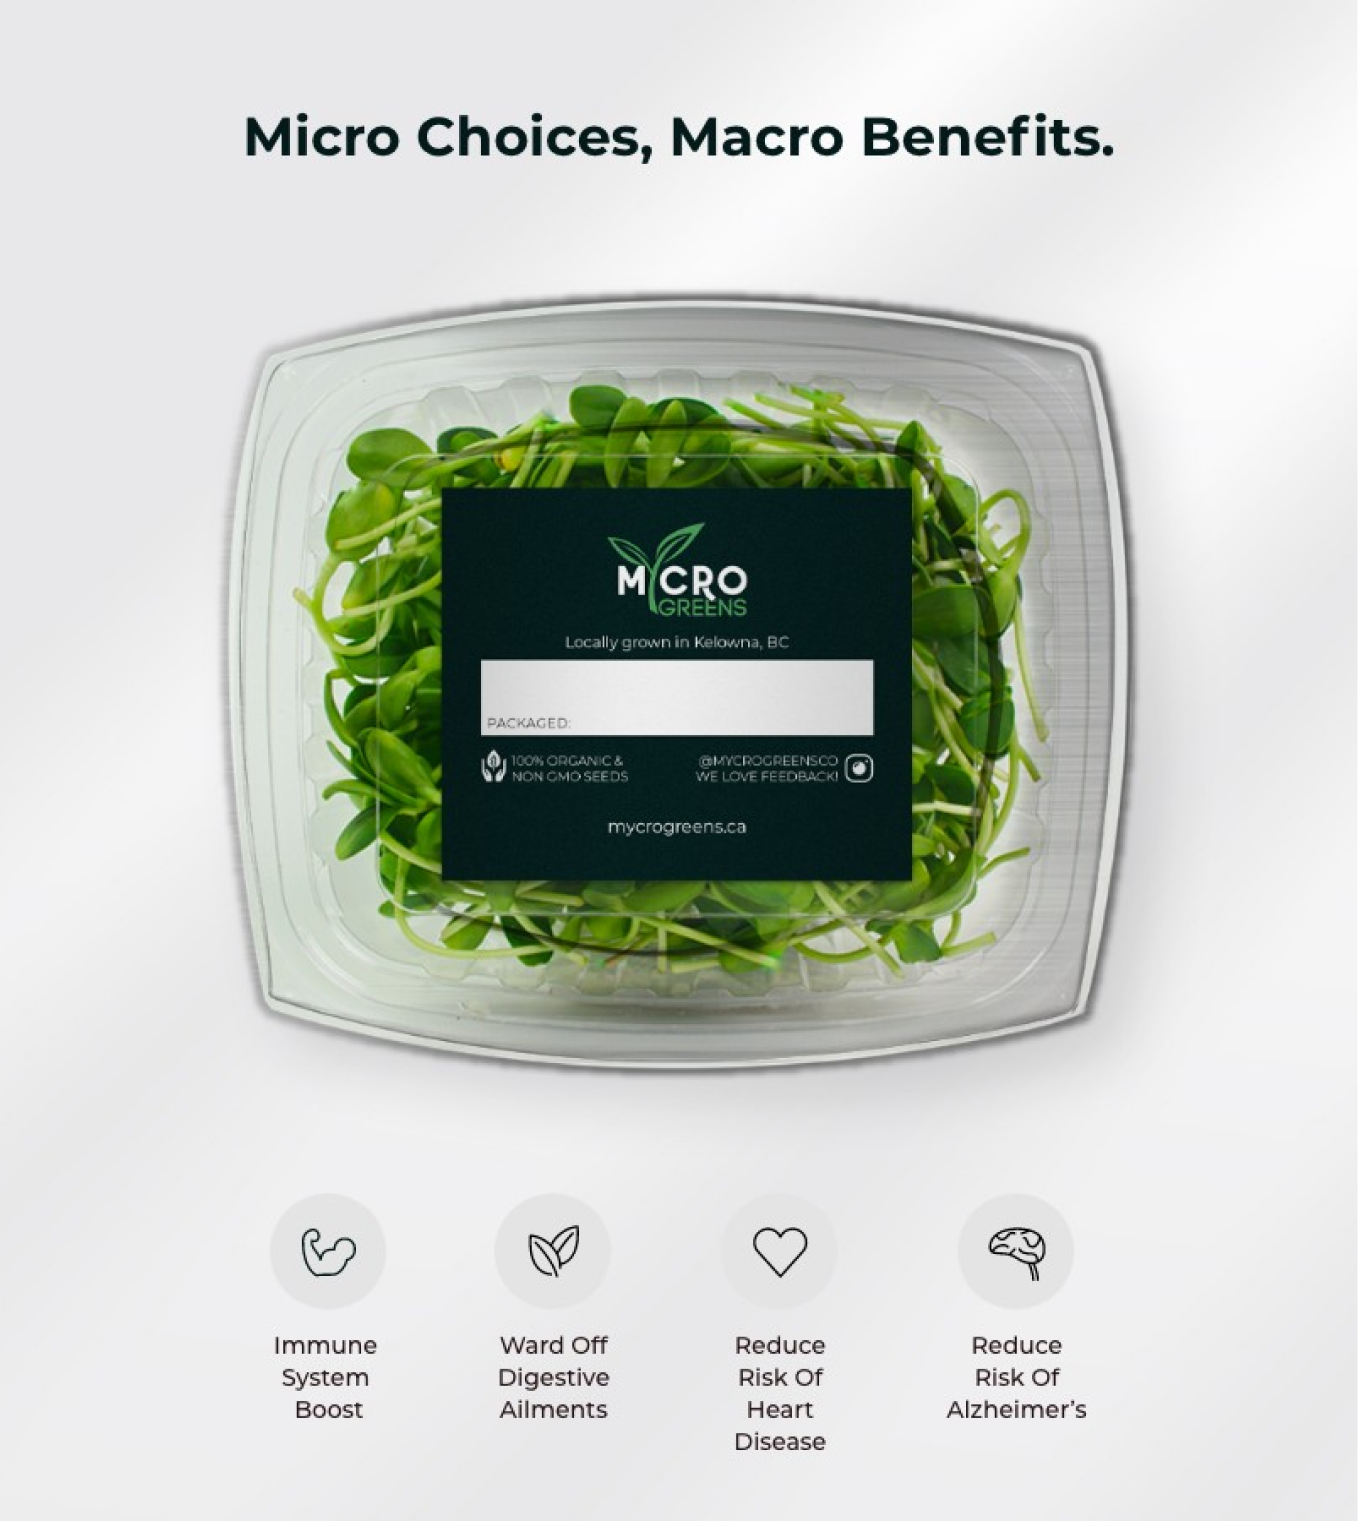 Micro Choices, Macro Benefits.
MYCRO
GREENS
Locally grown in Kelowna, BC
PACKAGED:
100% ORGANIC &
NON GMO SEEDS
@MYCROGREENSCO
WE LOVE FEEDBACK!
mycrogreens.ca
Immune
System
Boost
Ward Off
Digestive
Ailments
Reduce
Risk Of
Heart
Disease
Reduce
Risk Of
Alzheimer's